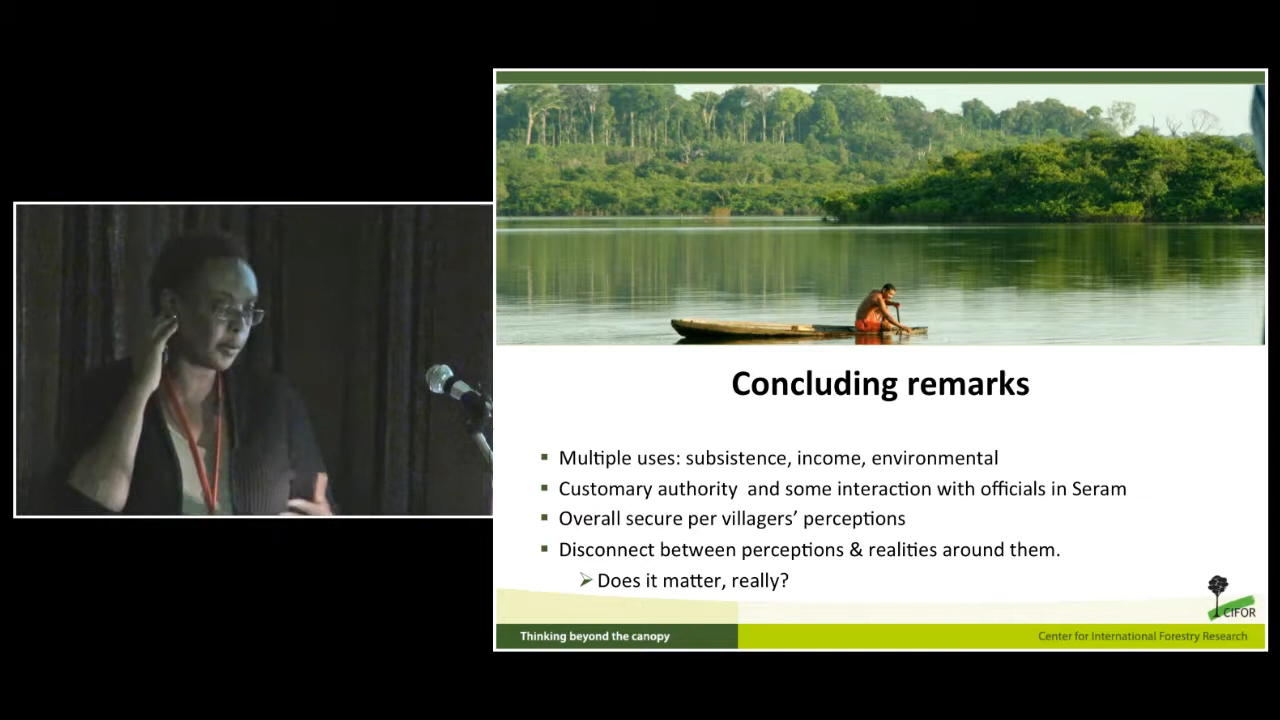 Concluding remarks
▪ Multiple uses: subsistence, income, environmental
▪ Customary authority  and some interaction with officials in Seram
▪ Overall secure per villagers’ perceptions
▪ Disconnect between perceptions & realities around them.
➢ Does it matter, really?
CIFOR
Thinking beyond the canopy
Center for International Forestry Research